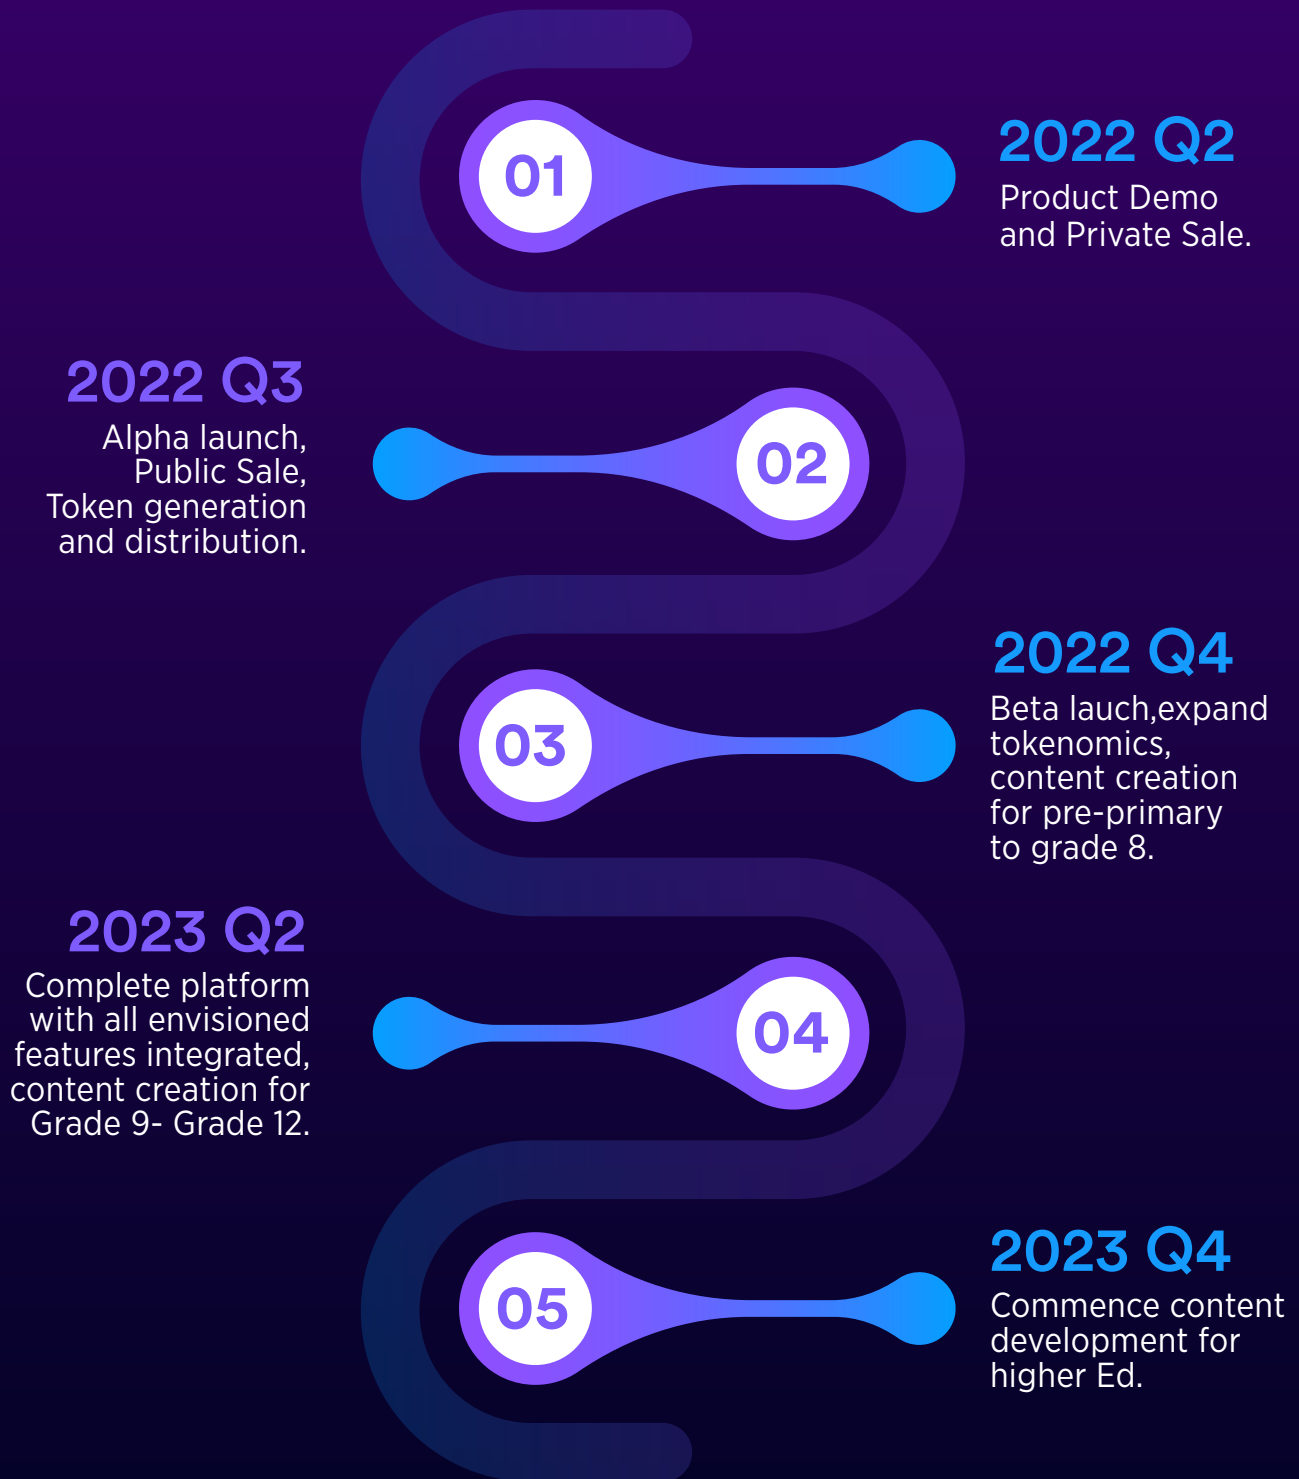 01
2022 Q2
Product Demo
and Private Sale.
2022 Q3
Alpha launch,
Public Sale,
Token generation
and distribution.
02
03
2022 Q4
Beta lauch,expand
tokenomics,
content creation
for pre-primary
to grade 8.
2023 Q2
Complete platform
with all envisioned
features integrated,
content creation for
Grade 9- Grade 12.
04
05
2023 Q4
Commence content
development for
higher Ed.